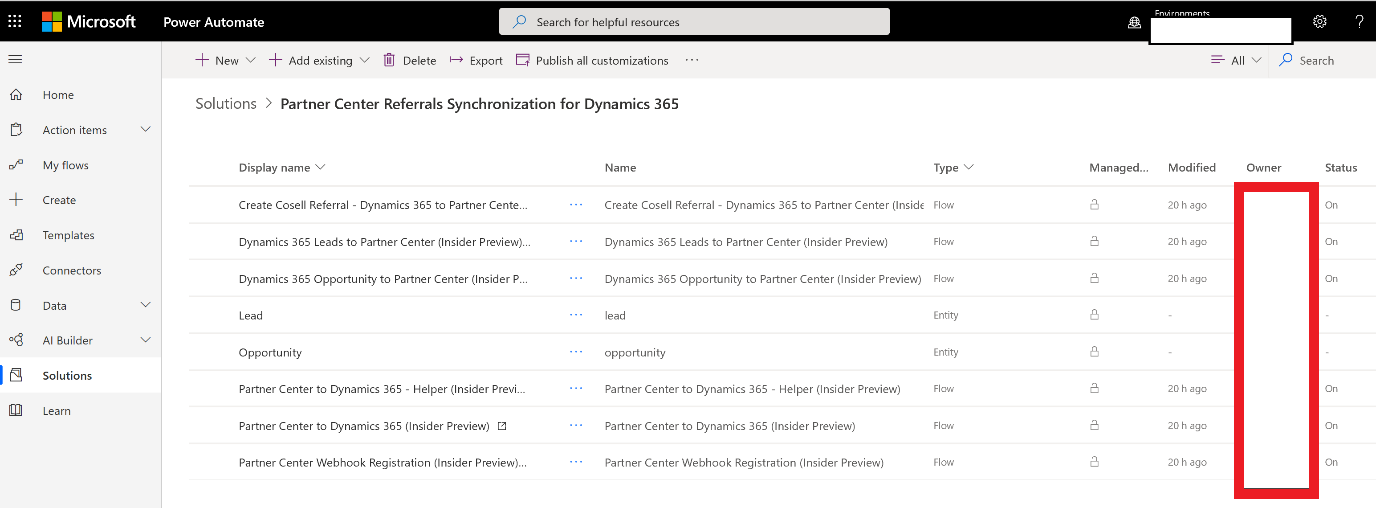 Microsoft Power Automate Search for helpful resources Environments ?
New Add existing Delete Export Publish all customizations ... All Search
Home
Action items
My flows
Create
Templates
Connectors
Data
AI Builder
Solutions
Learn
Solutions > Partner Center Referrals Synchronization for Dynamics 365
Display name Name Type Managed... Modified Owner Status
Create Cosell Referral - Dynamics 365 to Partner Cente... ... Create Cosell Referral - Dynamics 365 to Partner Center (Inside Flow 20 h ago On
Dynamics 365 Leads to Partner Center (Insider Preview)... ... Dynamics 365 Leads to Partner Center (Insider Preview) Flow 20 h ago On
Dynamics 365 Opportunity to Partner Center (Insider P... ... Dynamics 365 Opportunity to Partner Center (Insider Preview) Flow 20 h ago On
Lead ... lead Entity - -
Opportunity ... opportunity Entity - -
Partner Center to Dynamics 365 - Helper (Insider Previ... ... Partner Center to Dynamics 365 - Helper (Insider Preview) Flow 20 h ago On
Partner Center to Dynamics 365 (Insider Preview) ... Partner Center to Dynamics 365 (Insider Preview) Flow 20 h ago On
Partner Center Webhook Registration (Insider Preview)... ... Partner Center Webhook Registration (Insider Preview) Flow 20 h ago On